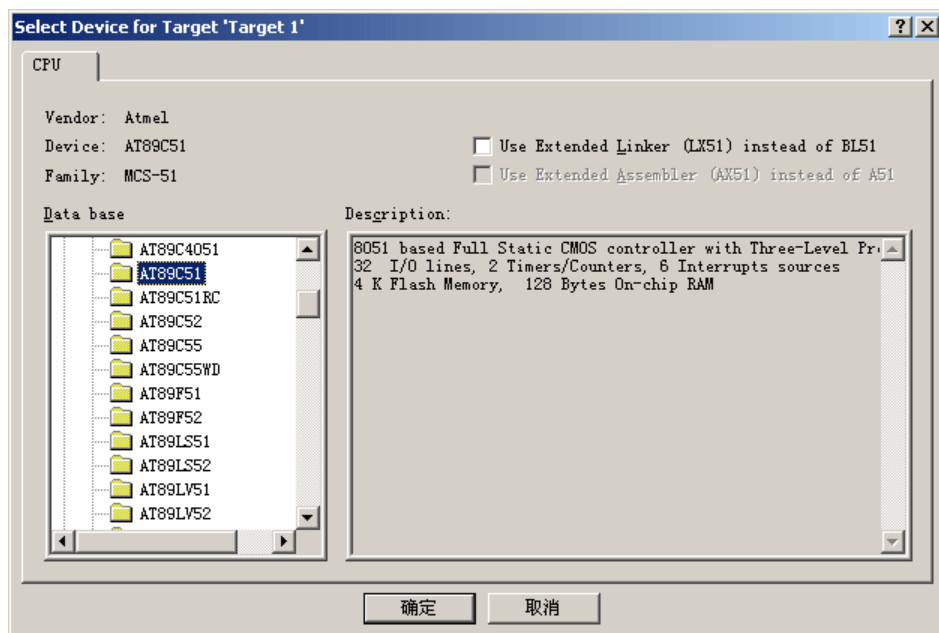 Select Device for Target 'Target 1'
CPU
Vendor: Atmel
Device: AT89C51
Family: MCS-51
Use Extended Linker (LX51) instead of BL51
Use Extended Assembler (AX51) instead of A51
Data base
AT89C4051
AT89C51
AT89C51RC
AT89C52
AT89C55
AT89C55WD
AT89F51
AT89F52
AT89LS51
AT89LS52
AT89LV51
AT89LV52
Description:
8051 based Full Static CMOS controller with Three-Level Pr
32 I/O lines, 2 Timers/Counters, 6 Interrupts sources
4 K Flash Memory, 128 Bytes On-chip RAM
确定
取消